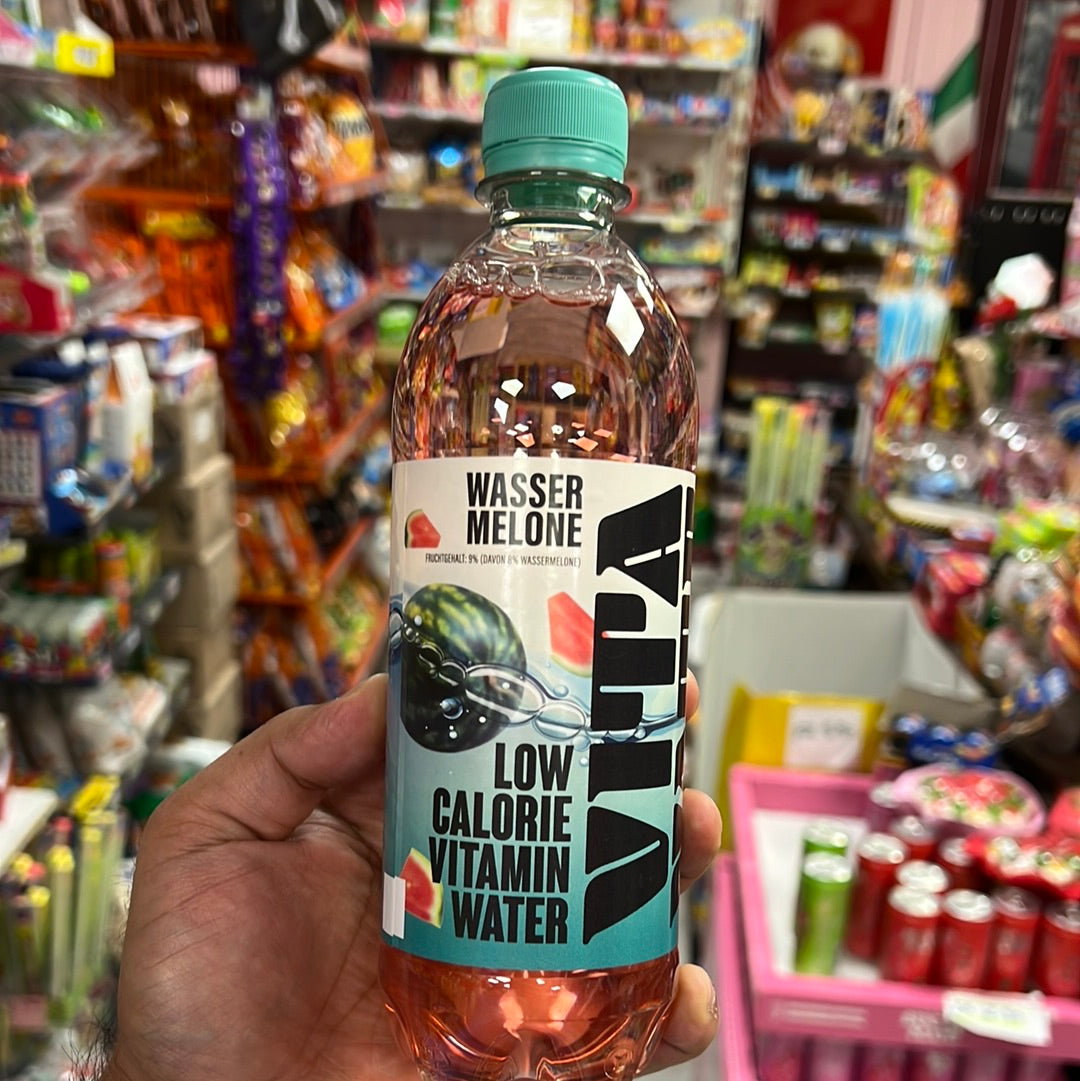 WASSER
MELONE
FRUCHTGEHALT: 9% (DAVON 8% WASSERMELONE)
VITA
LOW
CALORIE
VITAMIN
WATER